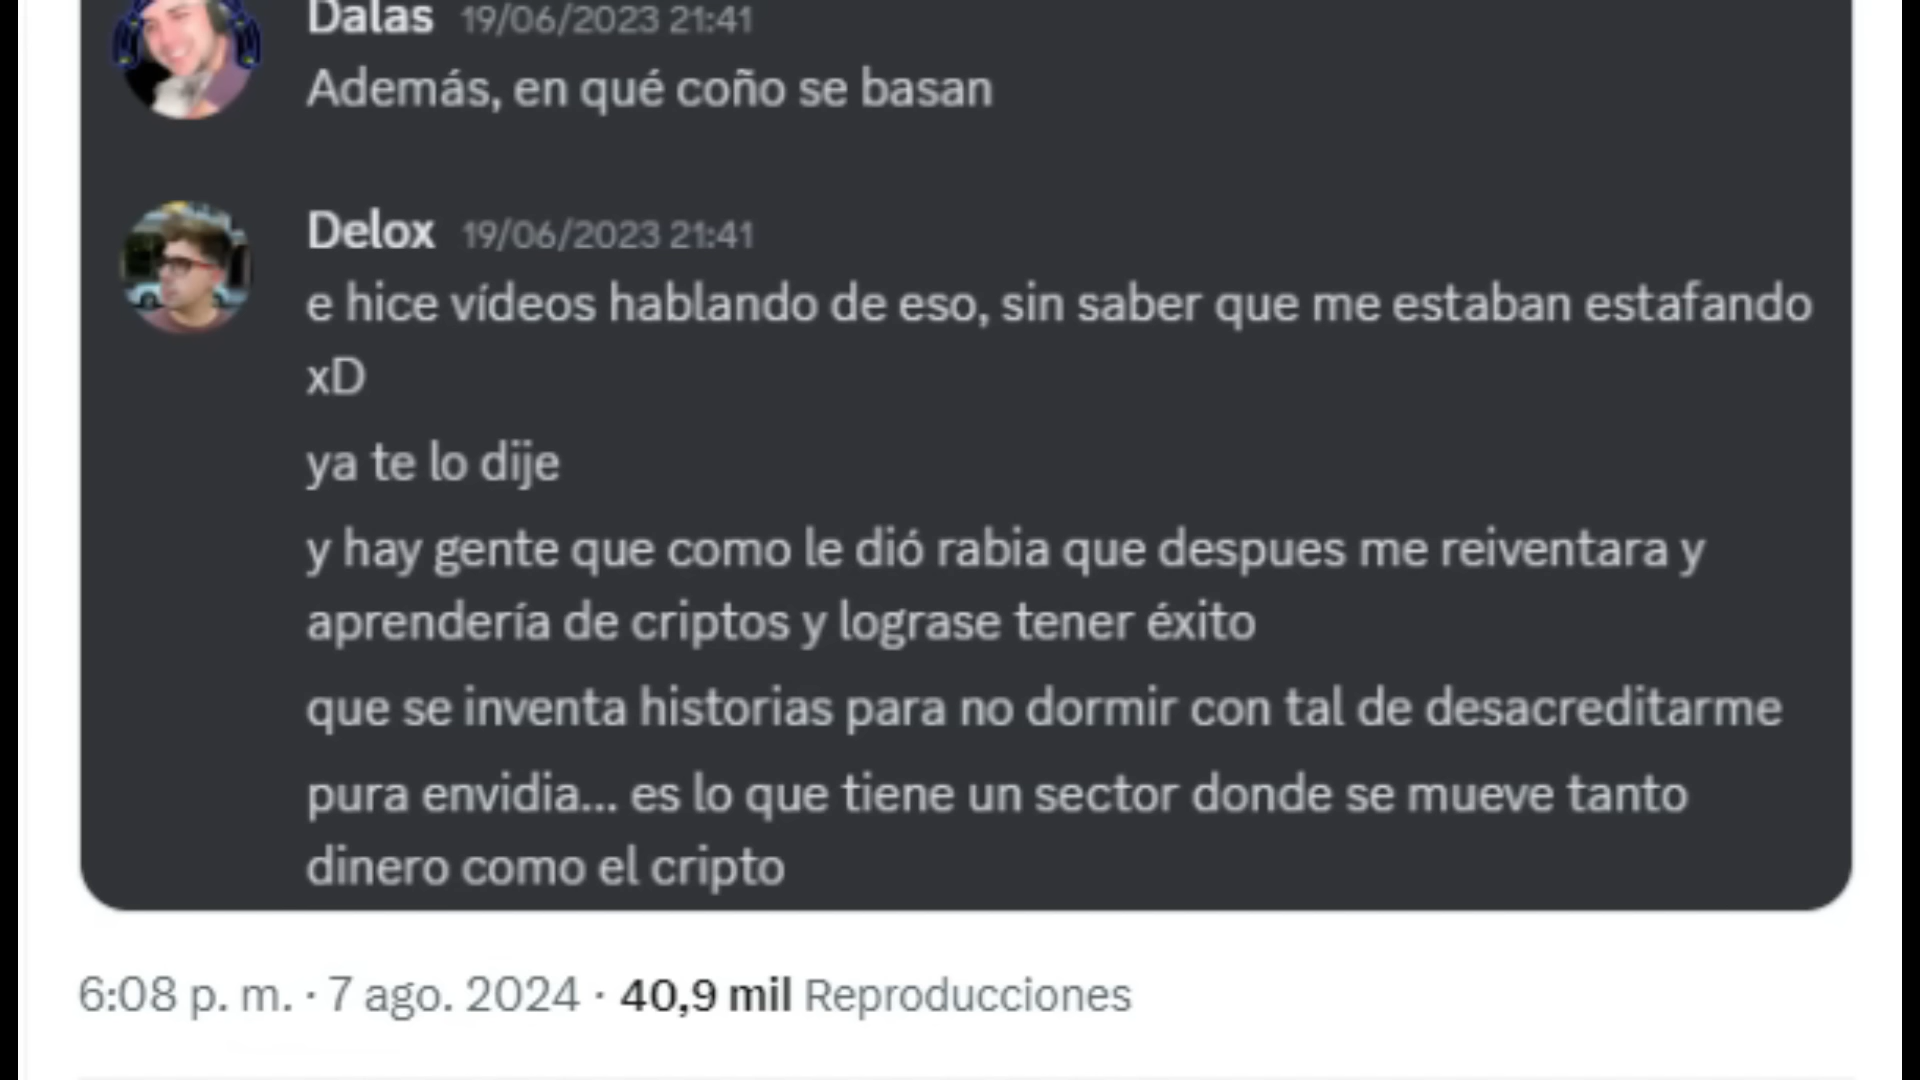 Dalas 19/06/2023 21:41
Además, en qué coño se basan
Delox 19/06/2023 21:41
e hice vídeos hablando de eso, sin saber que me estaban estafando
xD
ya te lo dije
y hay gente que como le dió rabia que despues me reiventara y
aprendería de criptos y lograse tener éxito
que se inventa historias para no dormir con tal de desacreditarme
pura envidia... es lo que tiene un sector donde se mueve tanto
dinero como el cripto
6:08 p. m. · 7 ago. 2024 · 40,9 mil Reproducciones